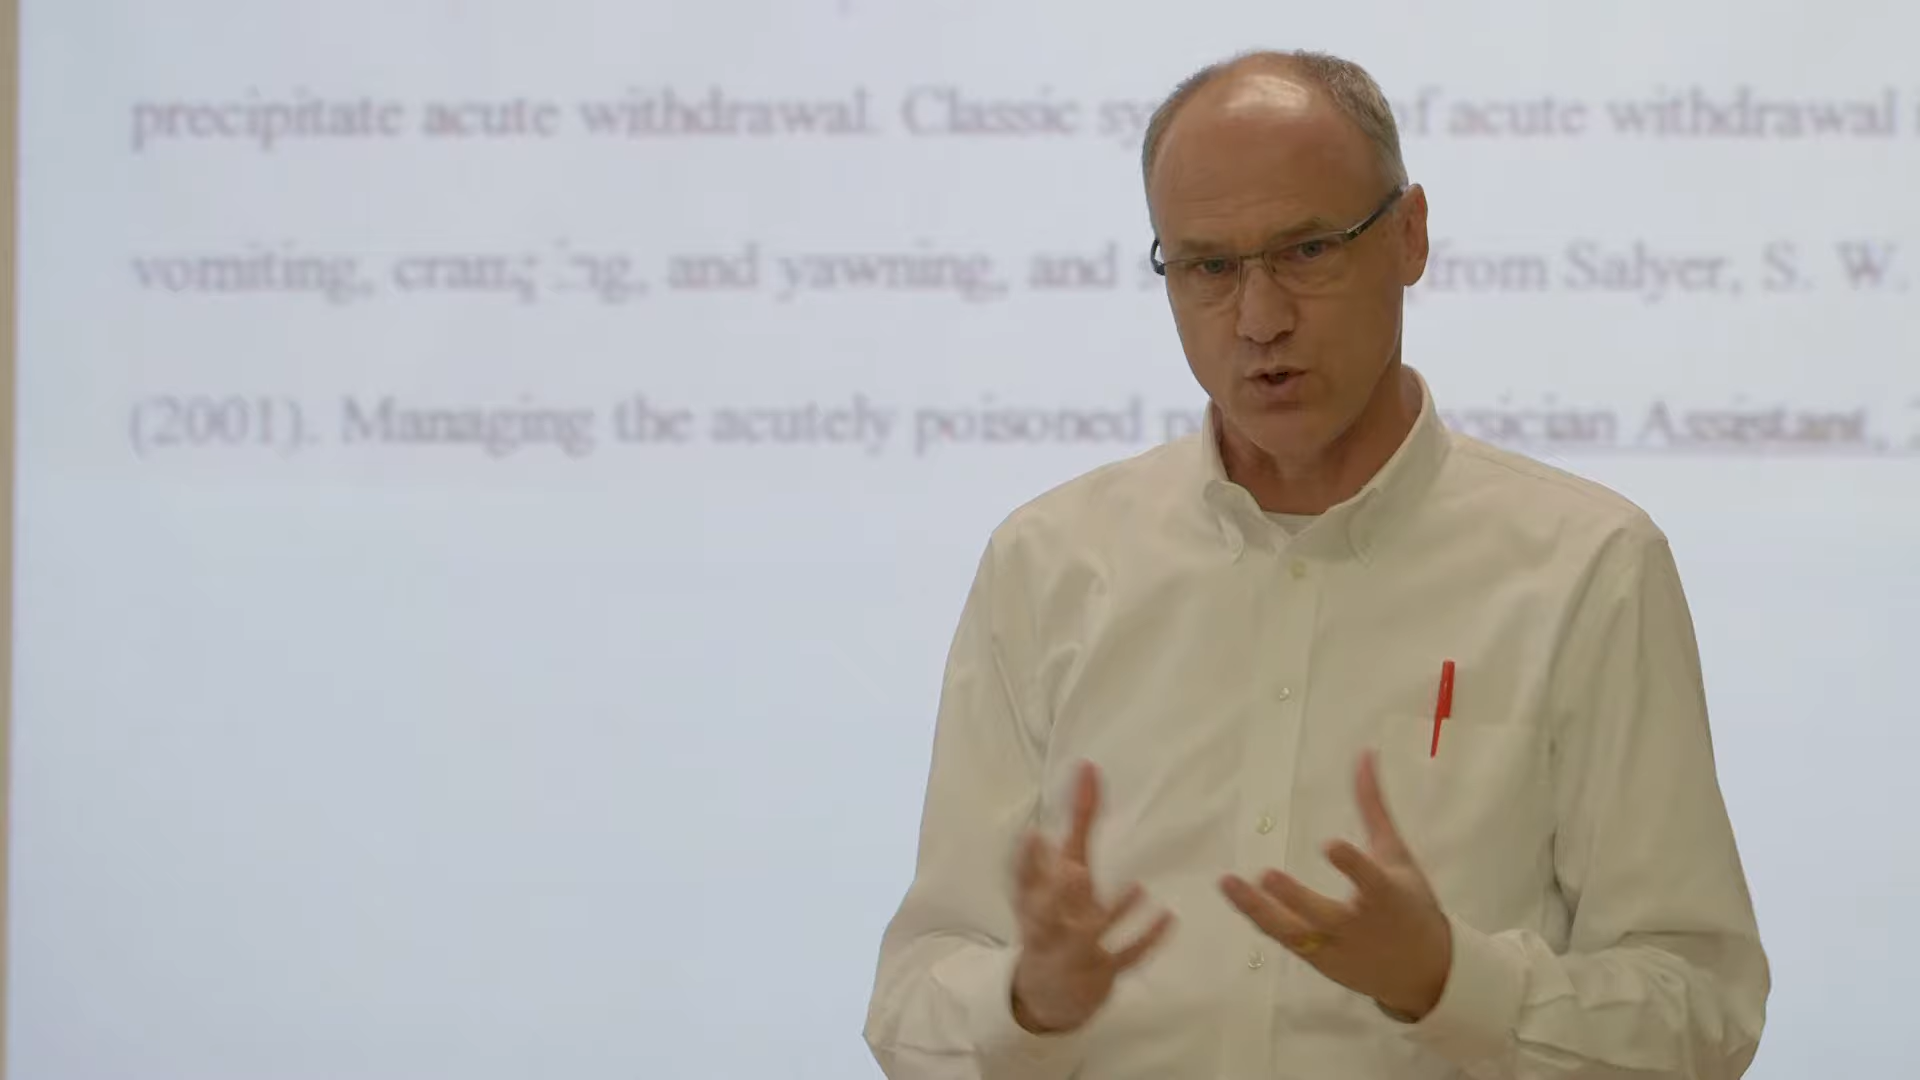 precipitate acute withdrawal. Classic of acute withdrawal
vomiting, and yawning, and from Salyer, S. W.
(2001). Managing the acutely poisoned Assistant,